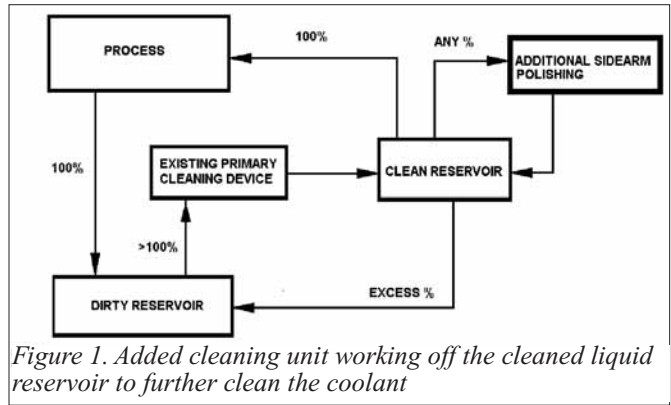 PROCESS
100%
ANY %
ADDITIONAL SIDEARM
POLISHING
100%
EXISTING PRIMARY
CLEANING DEVICE
CLEAN RESERVOIR
>100%
DIRTY RESERVOIR
EXCESS %
Figure 1. Added cleaning unit working off the cleaned liquid
reservoir to further clean the coolant